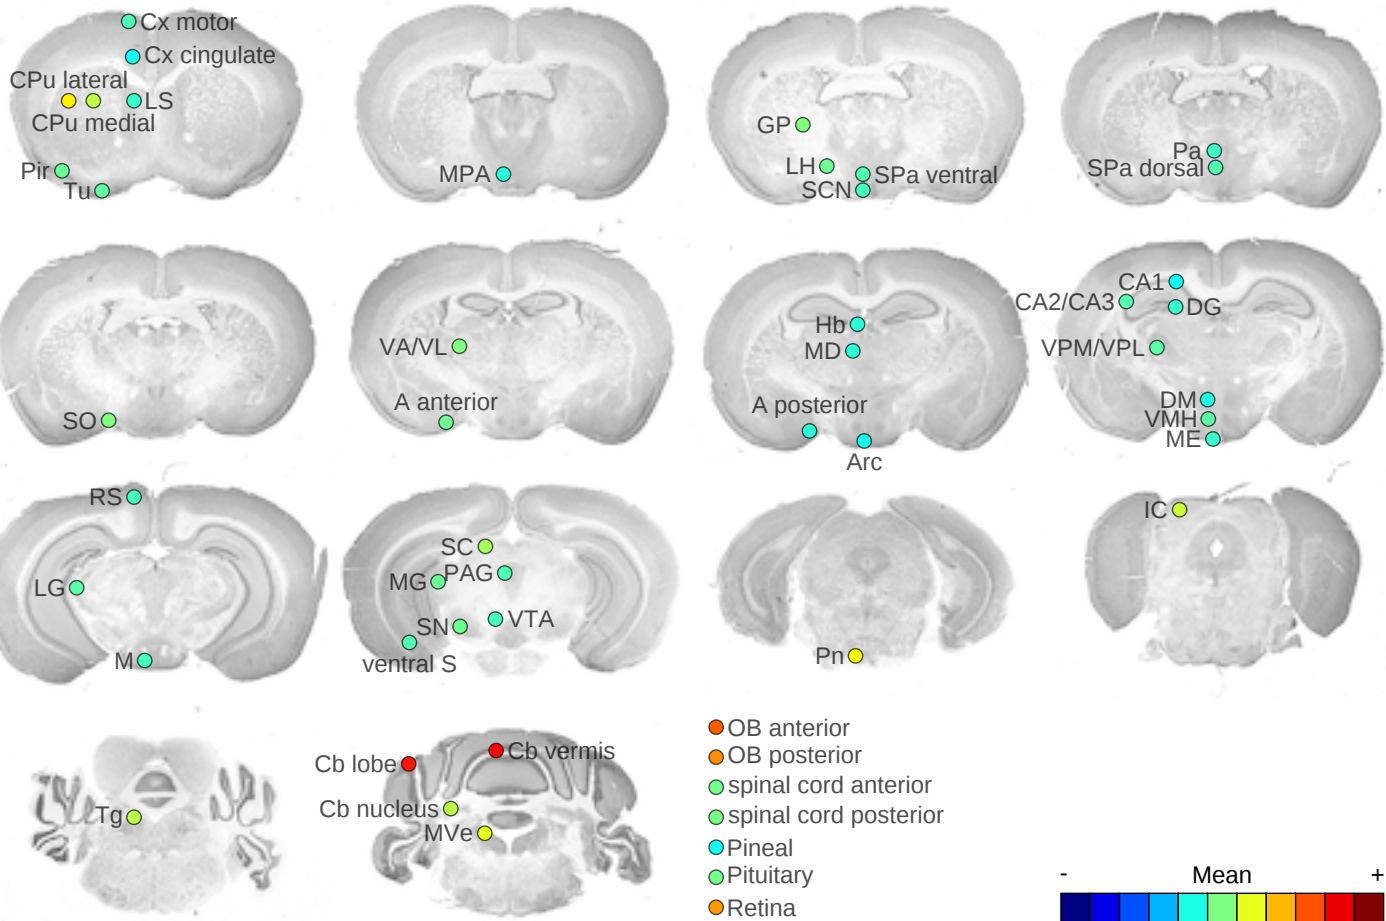 Cx motor
Cx cingulate
CPu lateral
LS
CPu medial
Pir
Tu
MPA
GP
LH
SPa ventral
SCN
Pa
SPa dorsal
SO
VA/VL
A anterior
Hb
MD
A posterior
Arc
CA1
CA2/CA3
DG
VPM/VPL
DM
VMH
ME
RS
LG
M
SC
MG
PAG
SN
VTA
ventral S
Pn
IC
Tg
Cb lobe
Cb vermis
Cb nucleus
MVe
OB anterior
OB posterior
spinal cord anterior
spinal cord posterior
Pineal
Pituitary
Retina
- Mean +